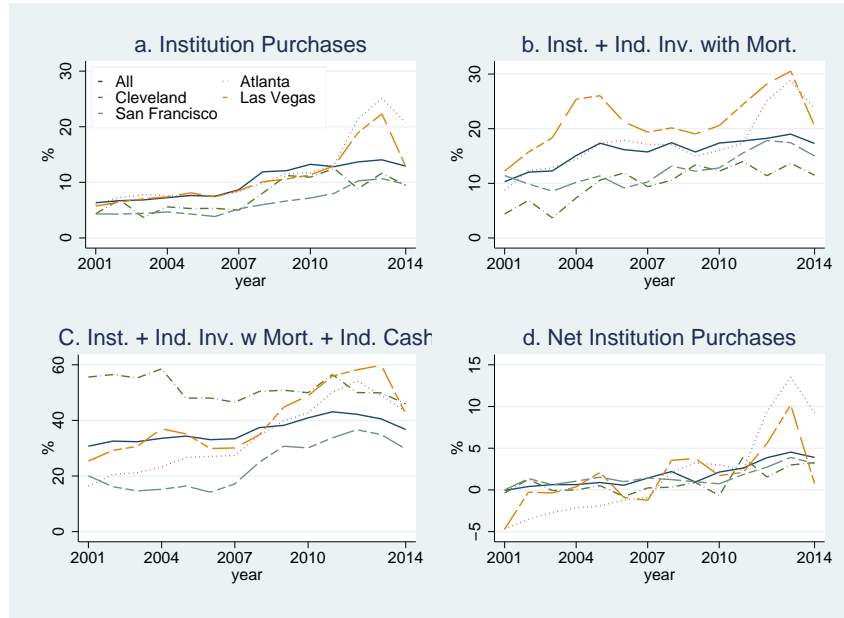 a. Institution Purchases
%
0
10
20
30
2001 2004 2007 2010 2014
year
All
Atlanta
Cleveland
Las Vegas
San Francisco
b. Inst. + Ind. Inv. with Mort.
%
0
10
20
30
2001 2004 2007 2010 2014
year
C. Inst. + Ind. Inv. w Mort. + Ind. Cash
%
0
20
40
60
2001 2004 2007 2010 2014
year
d. Net Institution Purchases
%
−5
0
5
10
15
2001 2004 2007 2010 2014
year